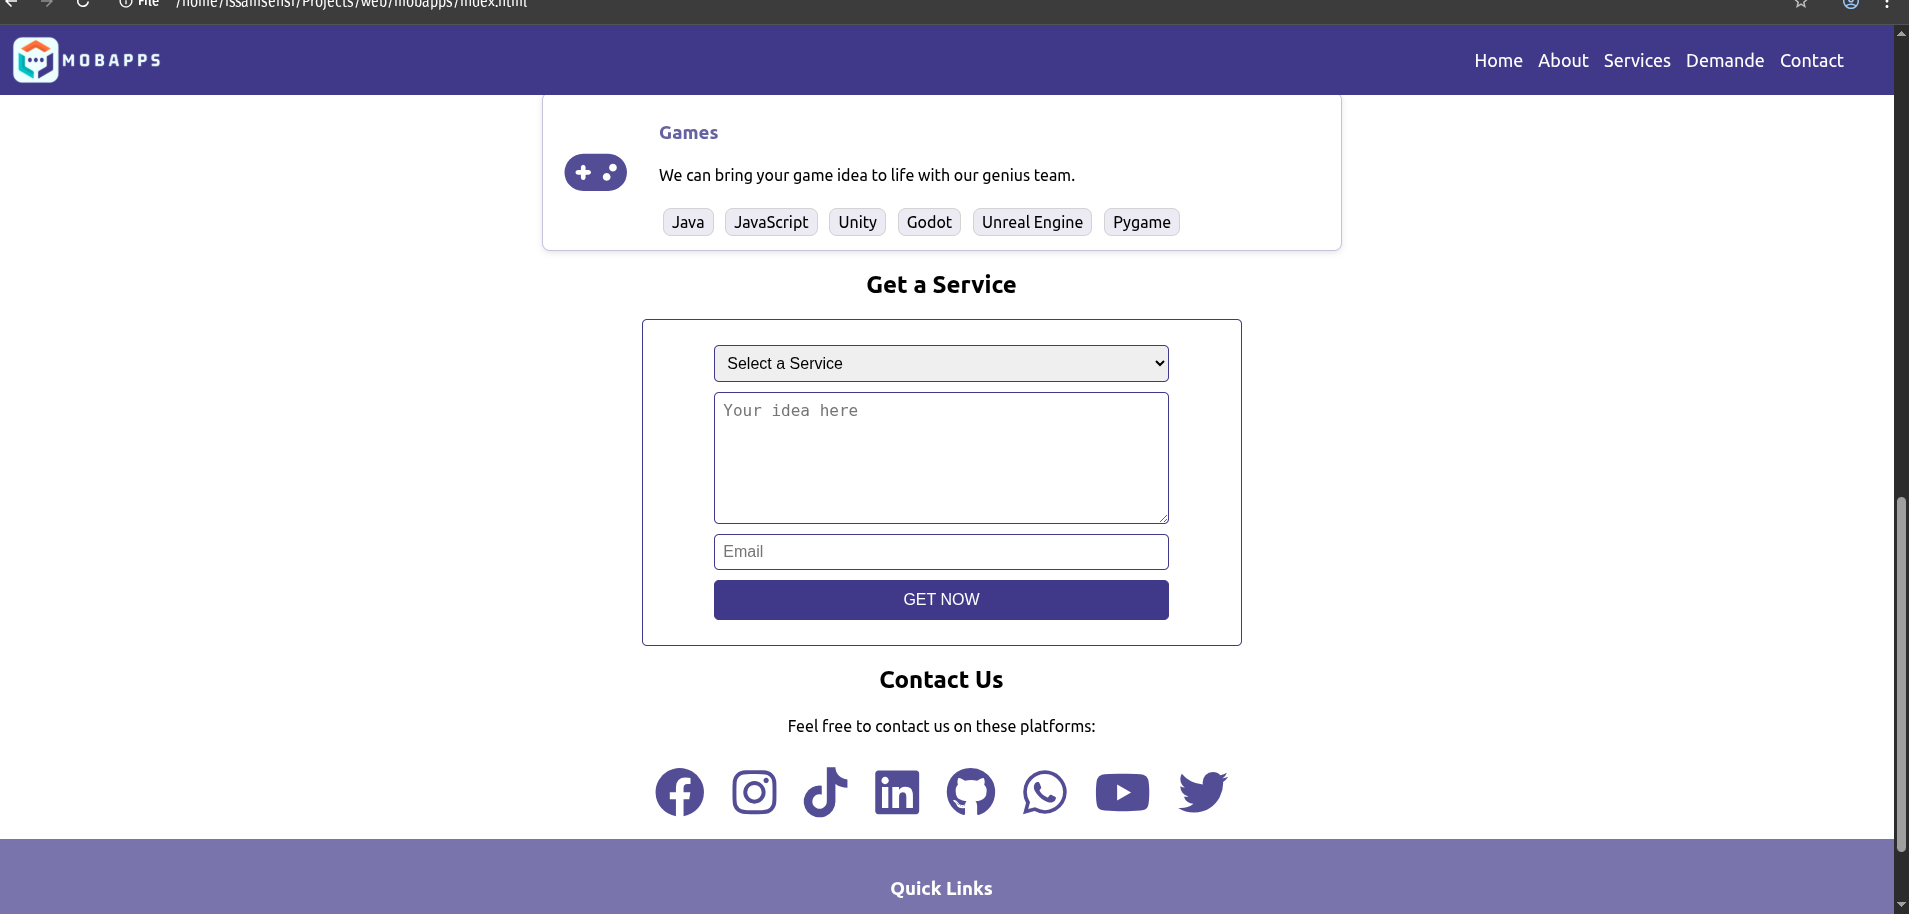 File /home/issamsensi/Projects/web/mobapps/index.html
MOBAPPS
Home About Services Demande Contact
Games
We can bring your game idea to life with our genius team.
Java JavaScript Unity Godot Unreal Engine Pygame
Get a Service
Select a Service
Your idea here
Email
GET NOW
Contact Us
Feel free to contact us on these platforms:
in
Quick Links